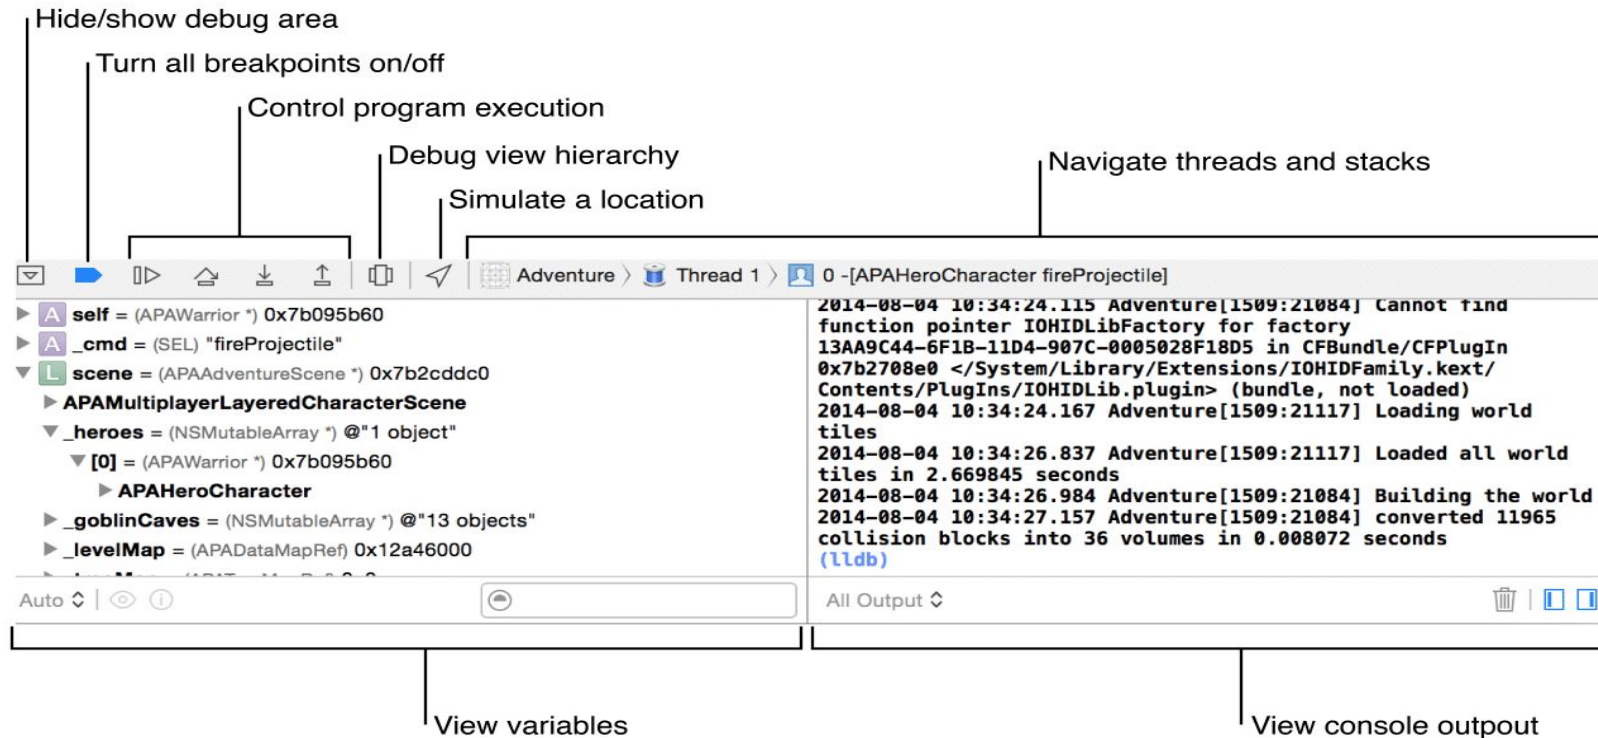 Hide/show debug area
Turn all breakpoints on/off
Control program execution
Debug view hierarchy
Navigate threads and stacks
Simulate a location
Adventure Thread 1 0 -[APAHeroCharacter fireProjectile]
A self = (APAWarrior *) 0x7b095b60
A _cmd = (SEL) "fireProjectile"
L scene = (APAAdventureScene *) 0x7b2cddc0
APAMultiplayerLayeredCharacterScene
_heroes = (NSMutableArray *) @"1 object"
[0] = (APAWarrior *) 0x7b095b60
APAHeroCharacter
_goblinCaves = (NSMutableArray *) @"13 objects"
_levelMap = (APADataMapRef) 0x12a46000
2014-08-04 10:34:24.115 Adventure[1509:21084] Cannot find
function pointer IOHIDLibFactory for factory
13AA9C44-6F1B-11D4-907C-0005028F18D5 in CFBundle/CFPlugIn
0x7b2708e0 </System/Library/Extensions/IOHIDFamily.kext/
Contents/PlugIns/IOHIDLib.plugin> (bundle, not loaded)
2014-08-04 10:34:24.167 Adventure[1509:21117] Loading world
tiles
2014-08-04 10:34:26.837 Adventure[1509:21117] Loaded all world
tiles in 2.669845 seconds
2014-08-04 10:34:26.984 Adventure[1509:21084] Building the world
2014-08-04 10:34:27.157 Adventure[1509:21084] converted 11965
collision blocks into 36 volumes in 0.008072 seconds
(lldb)
Auto
All Output
View variables
View console outpout